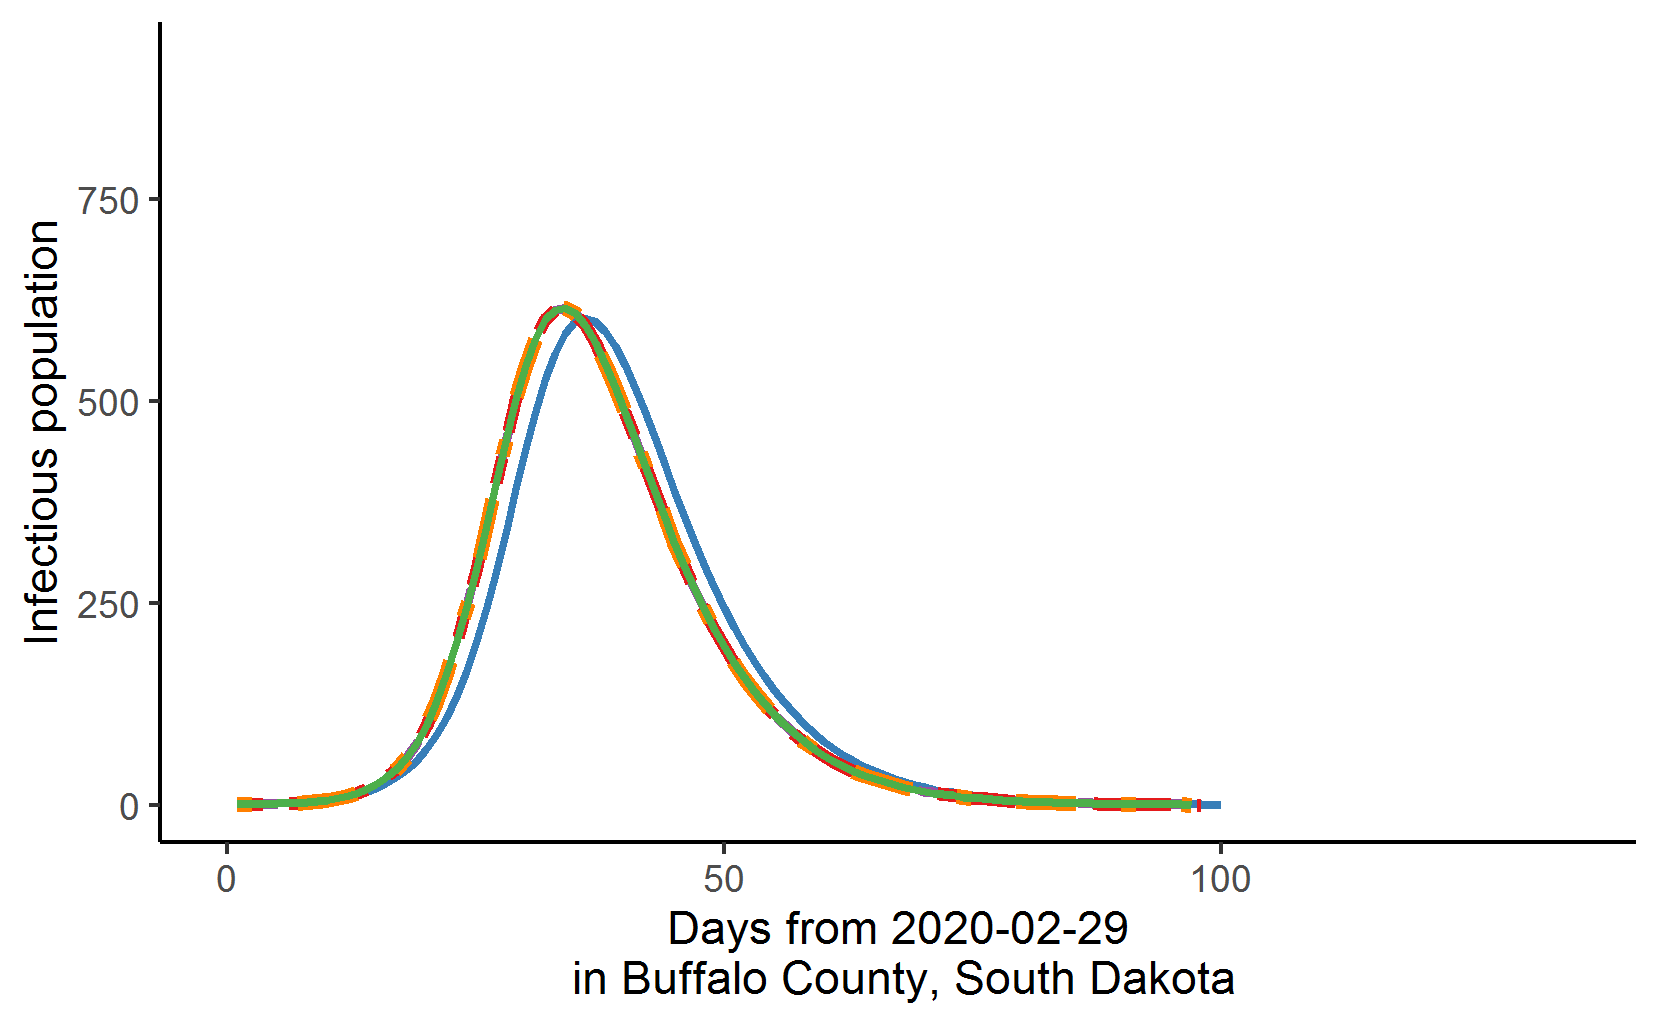 750
500
250
0
Infectious population
0 50 100
Days from 2020-02-29
in Buffalo County, South Dakota